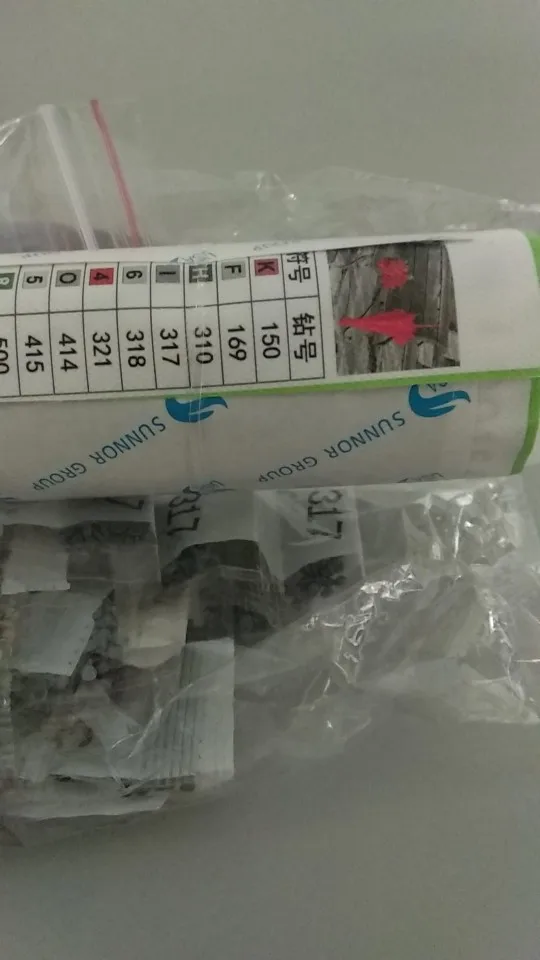 符号 钻号
K 150
F 169
H 310
I 317
6 318
4 321
O 414
5 415
SUNNOR GROUP
SUNNOR GROUP
317
317